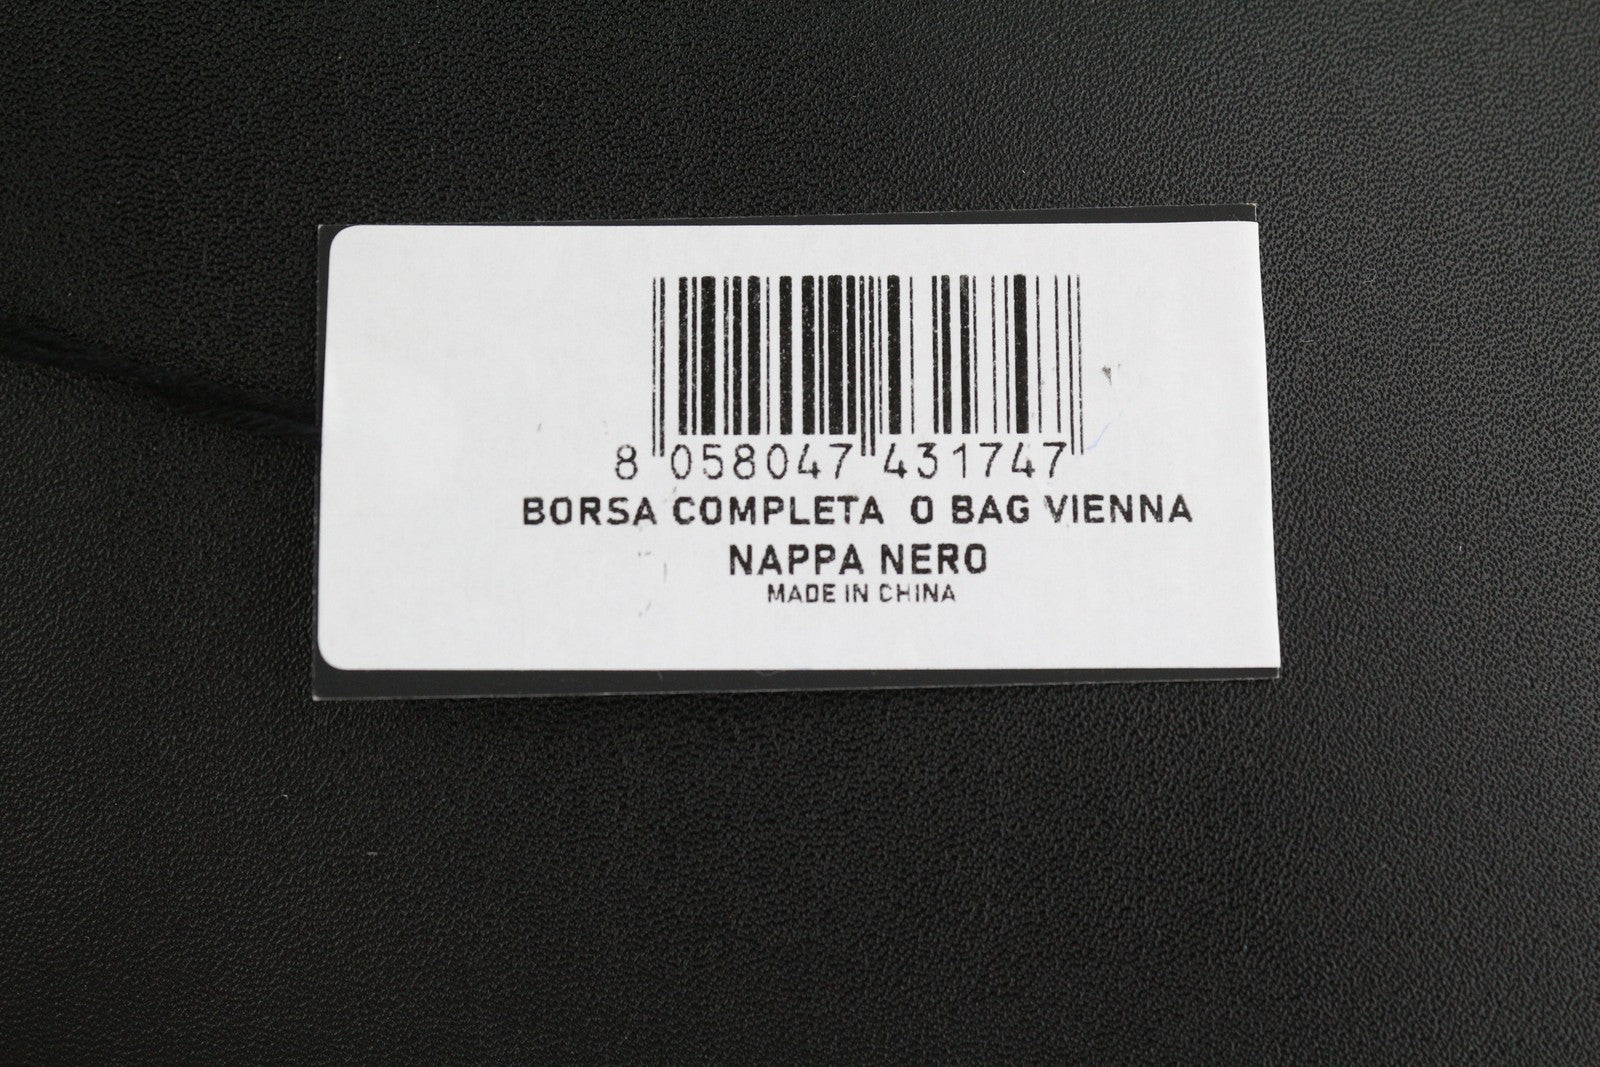 8 058047 431747
BORSA COMPLETA O BAG VIENNA
NAPPA NERO
MADE IN CHINA